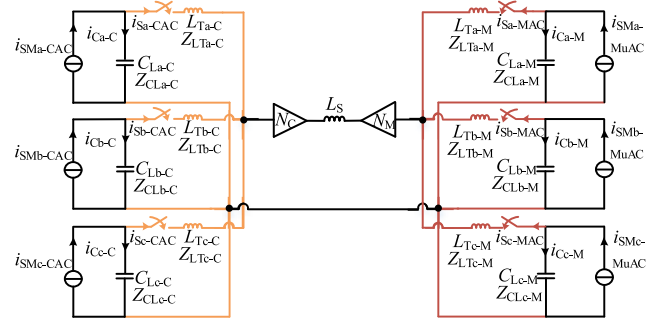 iSa-CAC
LTa-C
ZLTa-C
iSMa-CAC
iCa-C
CLa-C
ZCLa-C
iSb-CAC
LTb-C
ZLTb-C
iSMb-CAC
iCb-C
CLb-C
ZCLb-C
iSc-CAC
LTc-C
ZLTc-C
iSMc-CAC
iCc-C
CLc-C
ZCLc-C
NC
LS
NM
iSa-MAC
LTa-M
ZLTa-M
iCa-M
iSMa-
MuAC
CLa-M
ZCLa-M
LTb-M
iSb-MAC
ZLTb-M
iCb-M
iSMb-
MuAC
CLb-M
ZCLb-M
LTc-M
iSc-MAC
ZLTc-M
iCc-M
iSMc-
MuAC
CLc-M
ZCLc-M